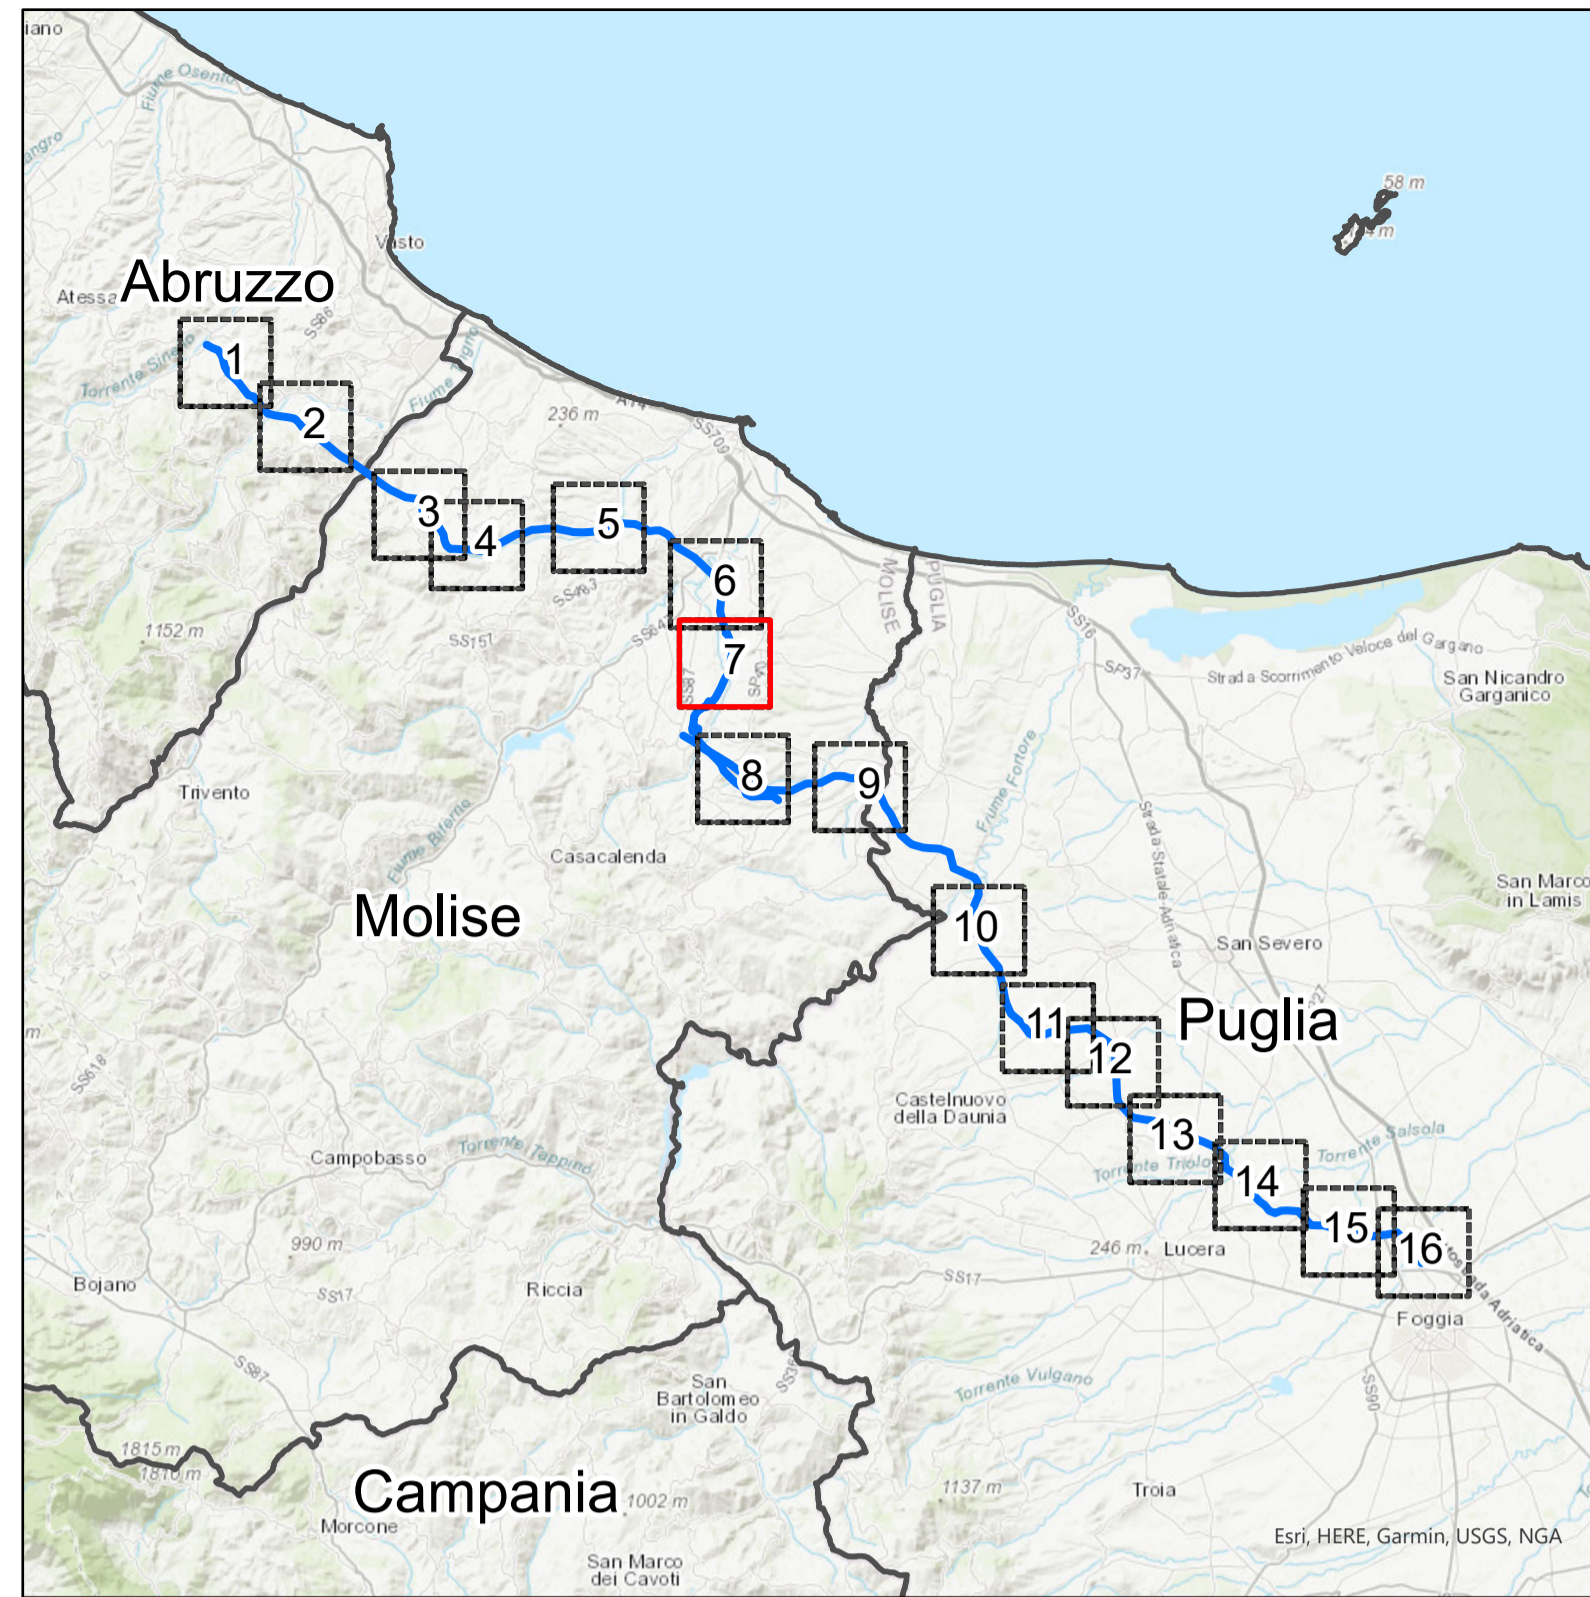 iano
Fiume Osento
angro
58 m
Vasto
Atessa
Abruzzo
SS86
Torrente Sinello
1
2
Fiume Trigno
236 m
A14
SS709
3
4
5
SS483
6
MOLISE
PUGLIA
SS16
1152 m
SS157
SS647
7
SS87
SP40
SP37
Strada Scorrimento Veloce del Gargano
San Nicandro
Garganico
Trivento
Fiume Biferno
8
9
Fiume Fortore
Strada Statale Adriatica
Casacalenda
San Marco
in Lamis
Molise
10
San Severo
11
Puglia
12
SS618
Castelnuovo
della Daunia
Campobasso
Torrente Tappino
13
Torrente Triolo
Torrente Salsola
14
15
16
990 m
246 m
Lucera
Bojano
SS17
Riccia
SS17
Foggia
SS87
San
Bartolomeo
in Galdo
Torrente Vulgano
SS90
1815 m
1137 m
Troia
Campania
1002 m
Morcone
Esri, HERE, Garmin, USGS, NGA
San Marco
dei Cavoti